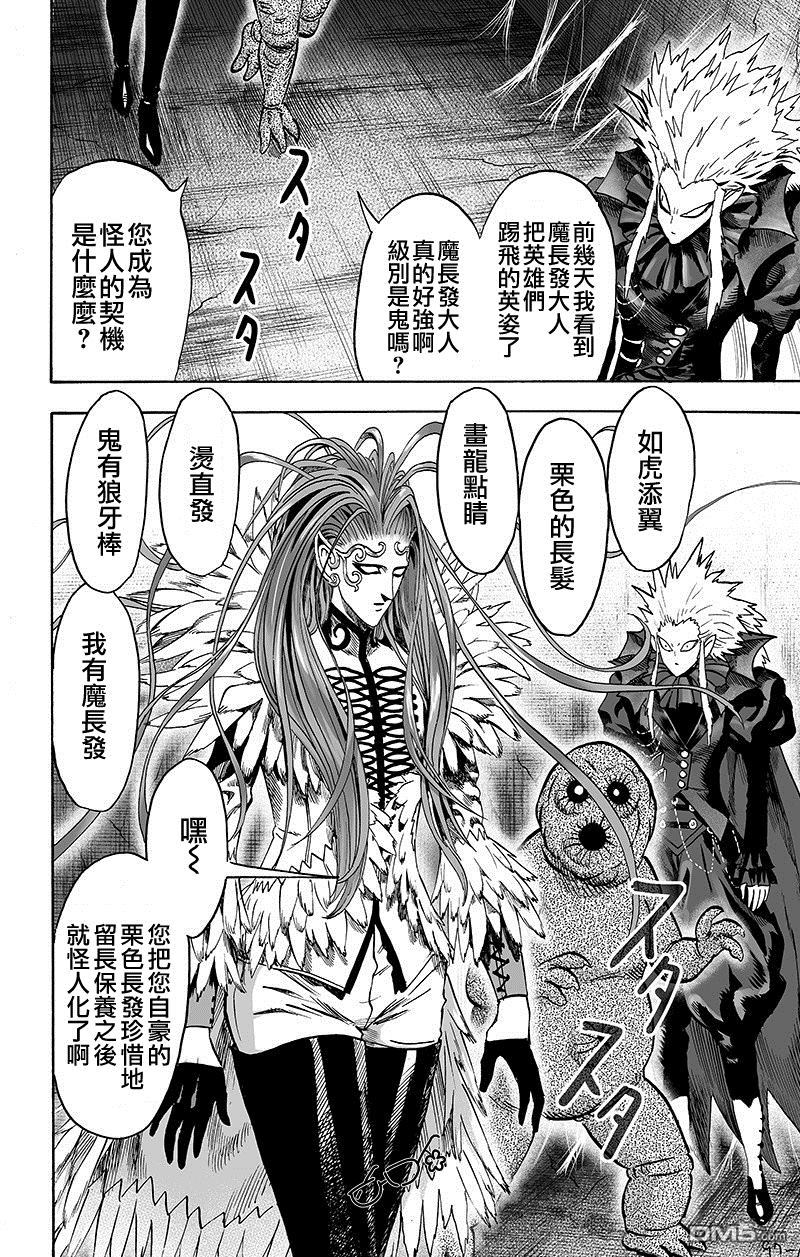 前幾天我看到
魔長發大人
把英雄們
踢飛的英姿了
魔長發大人
真的好強啊
級別是鬼嗎?
スタ
スタ
您成為
怪人的契機
是什麼麼?
如虎添翼
栗色的長髮
畫龍點睛
燙直發
鬼有狼牙棒
我有魔長發
嘿~
您把您自豪的
栗色長發珍惜地
留長保養之後
就怪人化了啊
スタ
スタ
DM5